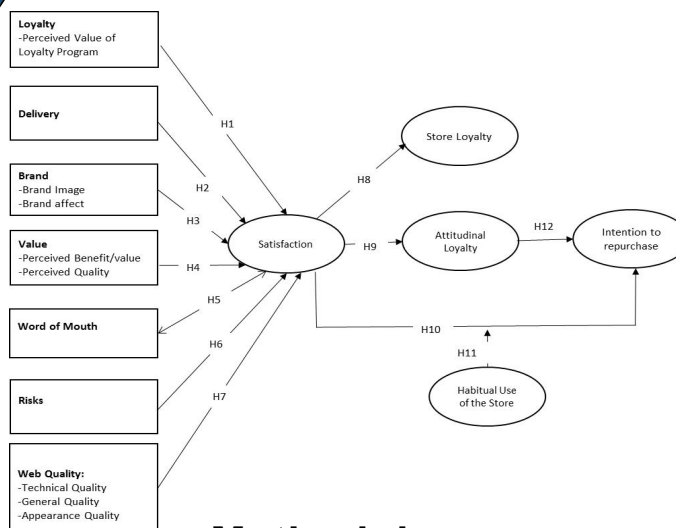 Loyalty
-Perceived Value of
Loyalty Program
Delivery
Brand
-Brand Image
-Brand affect
Value
-Perceived Benefit/value
-Perceived Quality
Word of Mouth
Risks
Web Quality:
-Technical Quality
-General Quality
-Appearance Quality
H1
H2
H3
H4
H5
H6
H7
Satisfaction
H8
H9
H10
H11
H12
Store Loyalty
Attitudinal
Loyalty
Intention to
repurchase
Habitual Use
of the Store